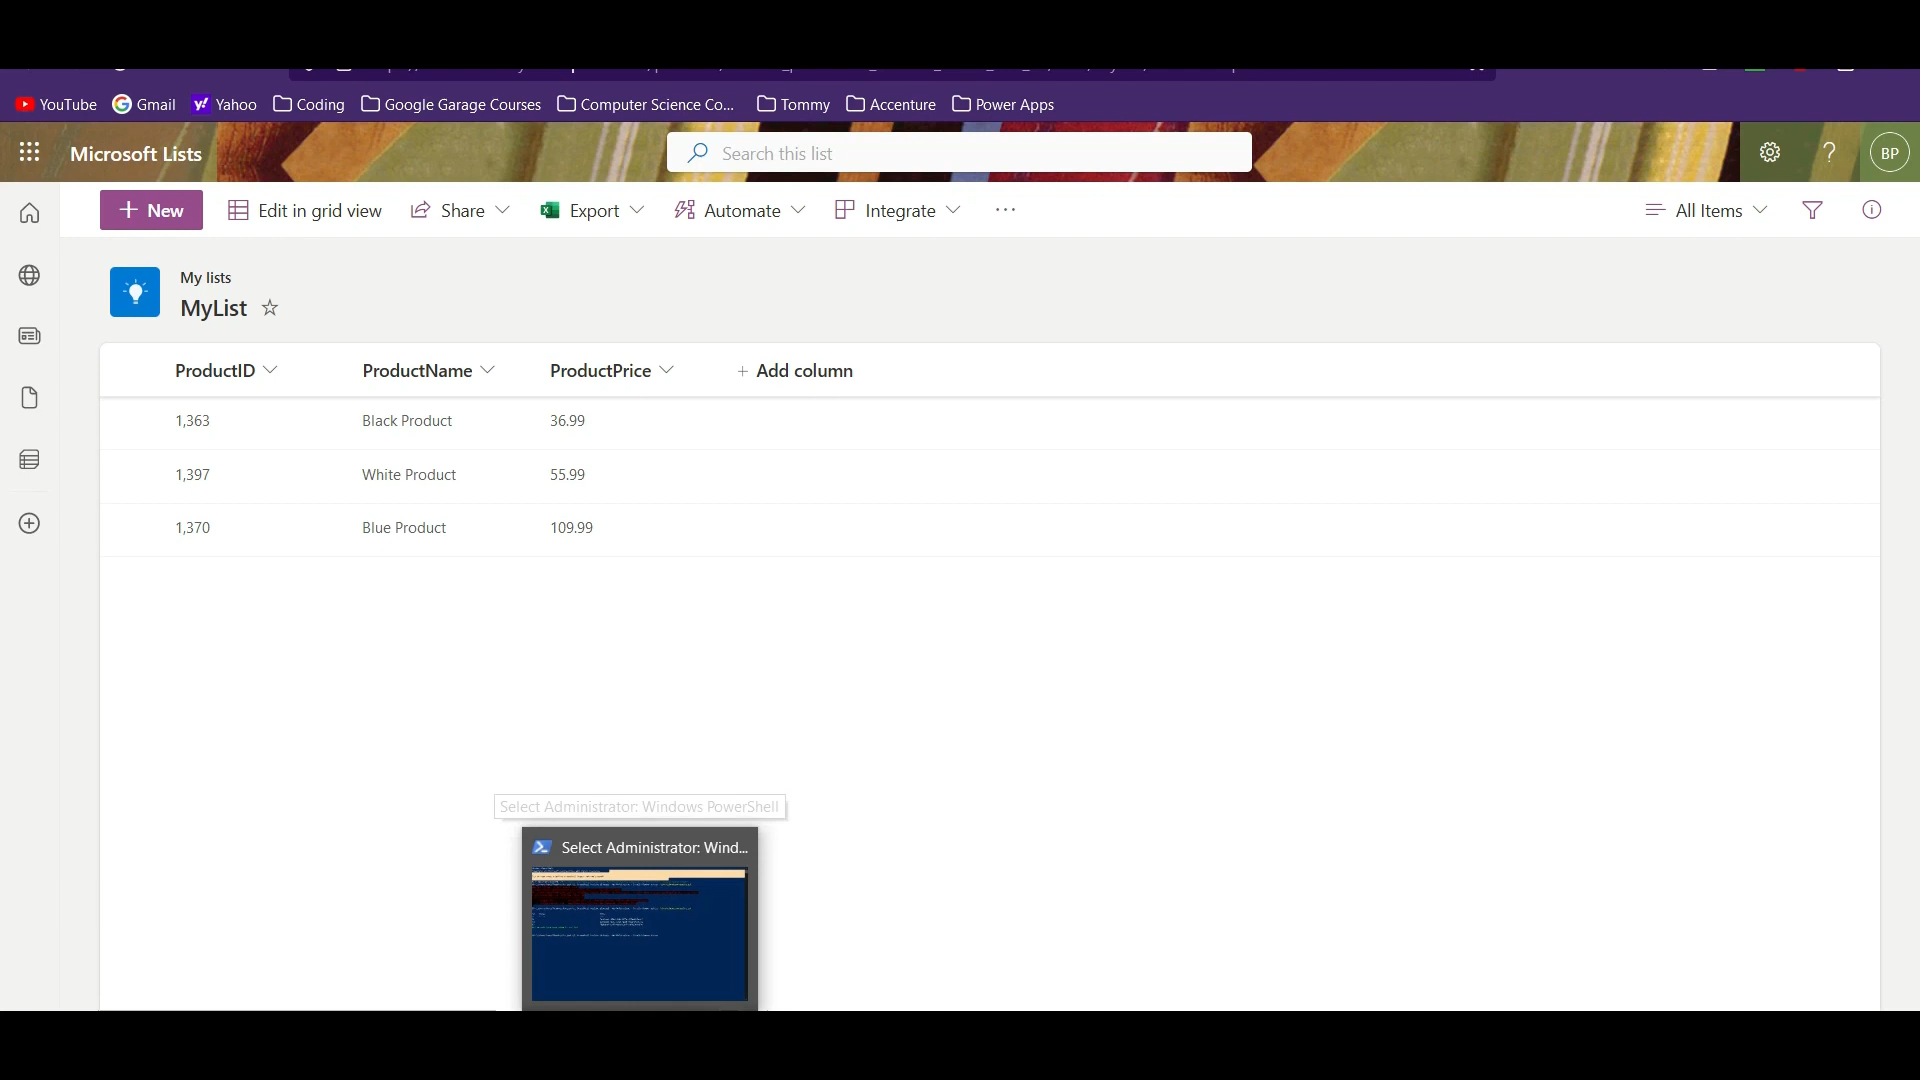 YouTube Gmail Yahoo Coding Google Garage Courses Computer Science Co... Tommy Accenture Power Apps
Microsoft Lists Search this list ? BP
+ New Edit in grid view Share Export Automate Integrate ... All Items
My lists
MyList
ProductID ProductName ProductPrice + Add column
1,363 Black Product 36.99
1,397 White Product 55.99
1,370 Blue Product 109.99
Select Administrator: Windows PowerShell
Select Administrator: Wind...